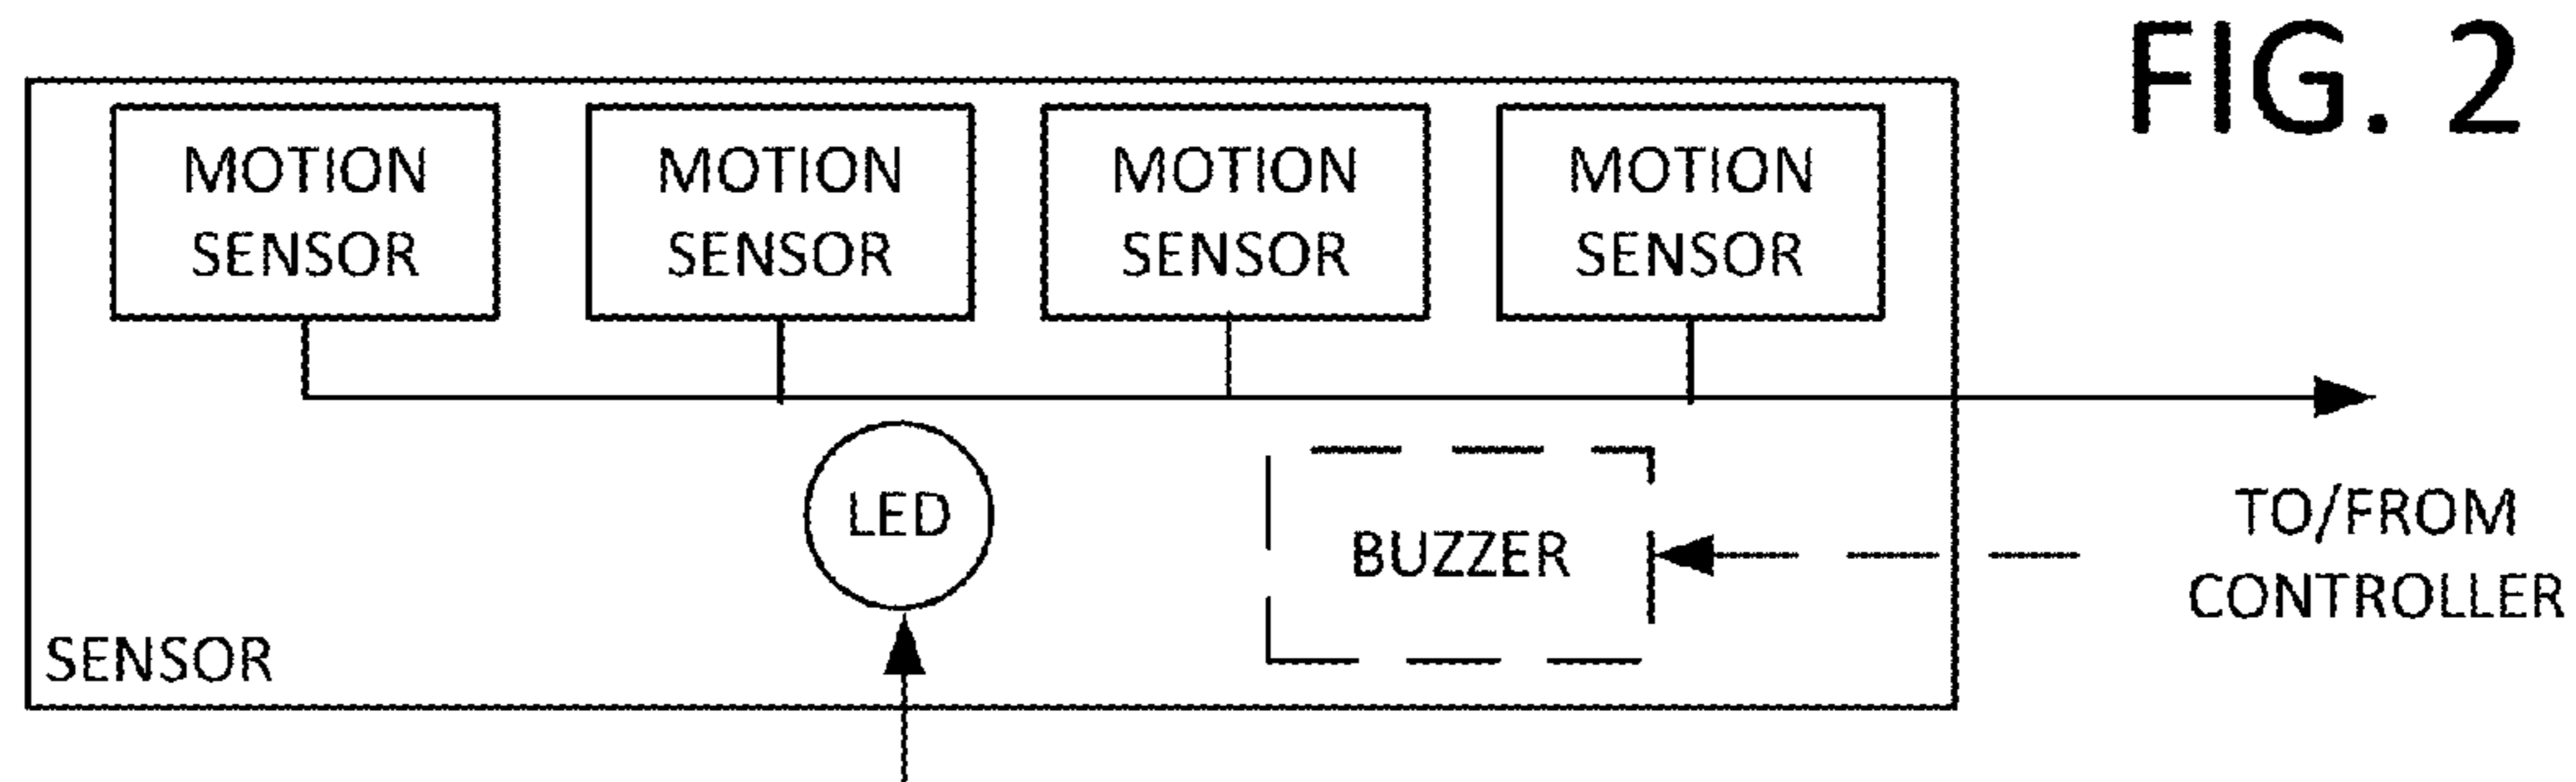 FIG. 2
MOTION
SENSOR
MOTION
SENSOR
MOTION
SENSOR
MOTION
SENSOR
LED
BUZZER
TO/FROM
CONTROLLER
SENSOR